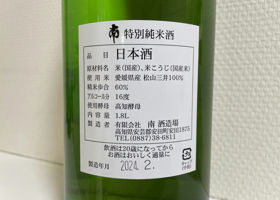 南 特別純米酒
品目 日本酒
原材料名 米(国産)、米こうじ(国産米)
使用米 愛媛県産 松山三井100%
精米歩合 60%
アルコール分 16度
使用酵母 高知酵母
内容量 1.8L
製造者 有限会社 南 酒造場
高知県安芸郡安田町安田1875
TEL(0887)38-6811
飲酒は20歳になってから
お酒はおいしく適量に
製造年月 2024. 2.